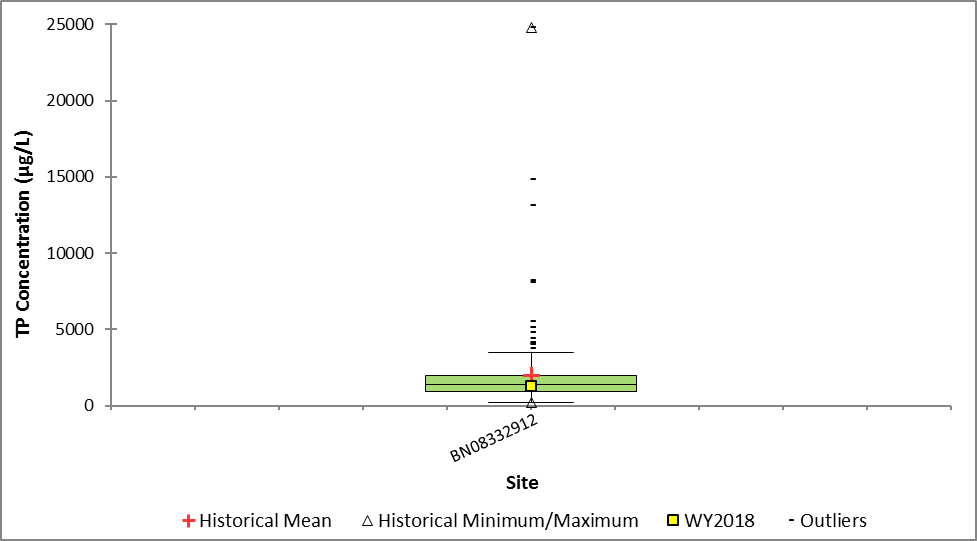 25000
20000
15000
10000
5000
0
TP Concentration (µg/L)
BN08332912
Site
Historical Mean
Historical Minimum/Maximum
WY2018
Outliers